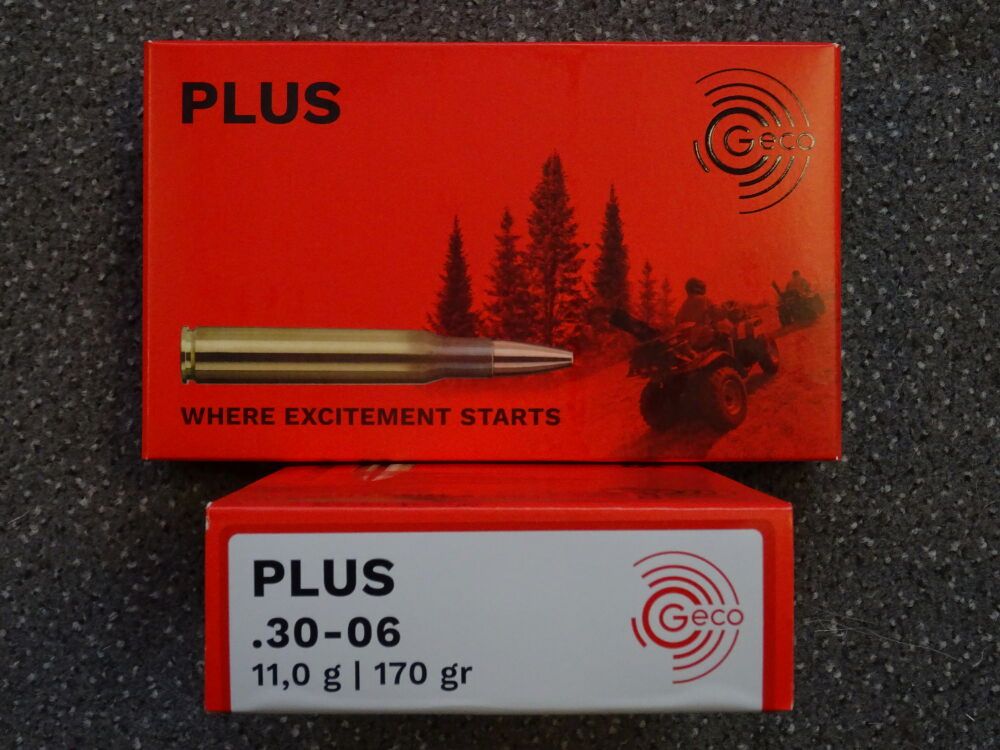 PLUS
Geco
WHERE EXCITEMENT STARTS
PLUS
.30-06
11,0 g | 170 gr
Geco